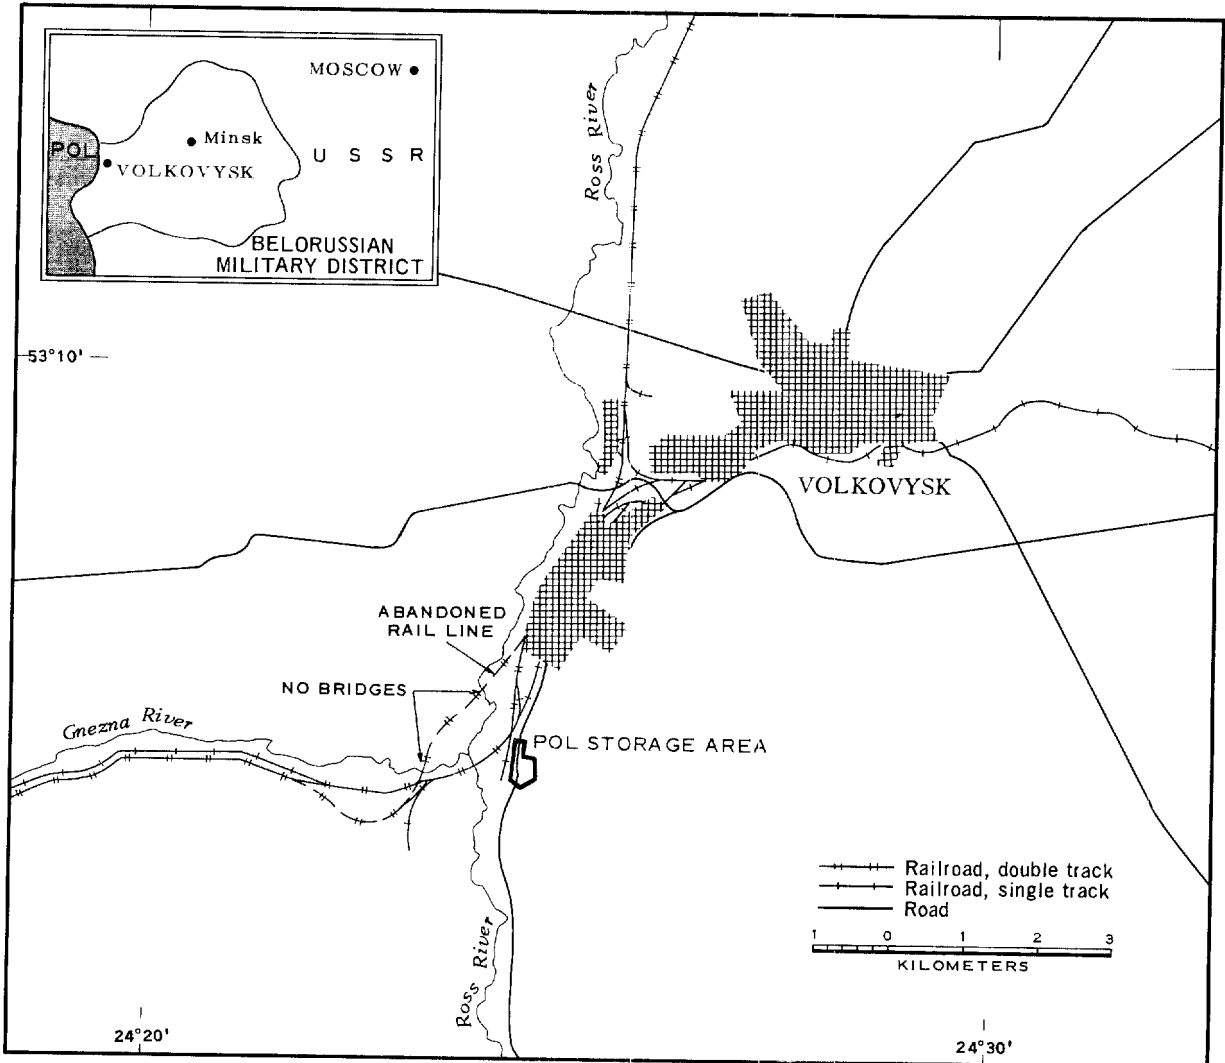 MOSCOW
Minsk
POL
VOLKOVYSK
U S S R
BELORUSSIAN
MILITARY DISTRICT
Ross River
53°10'
VOLKOVYSK
ABANDONED
RAIL LINE
NO BRIDGES
Gnezna River
POL STORAGE AREA
Railroad, double track
Railroad, single track
Road
1 0 1 2 3
KILOMETERS
Ross River
24°20'
24°30'